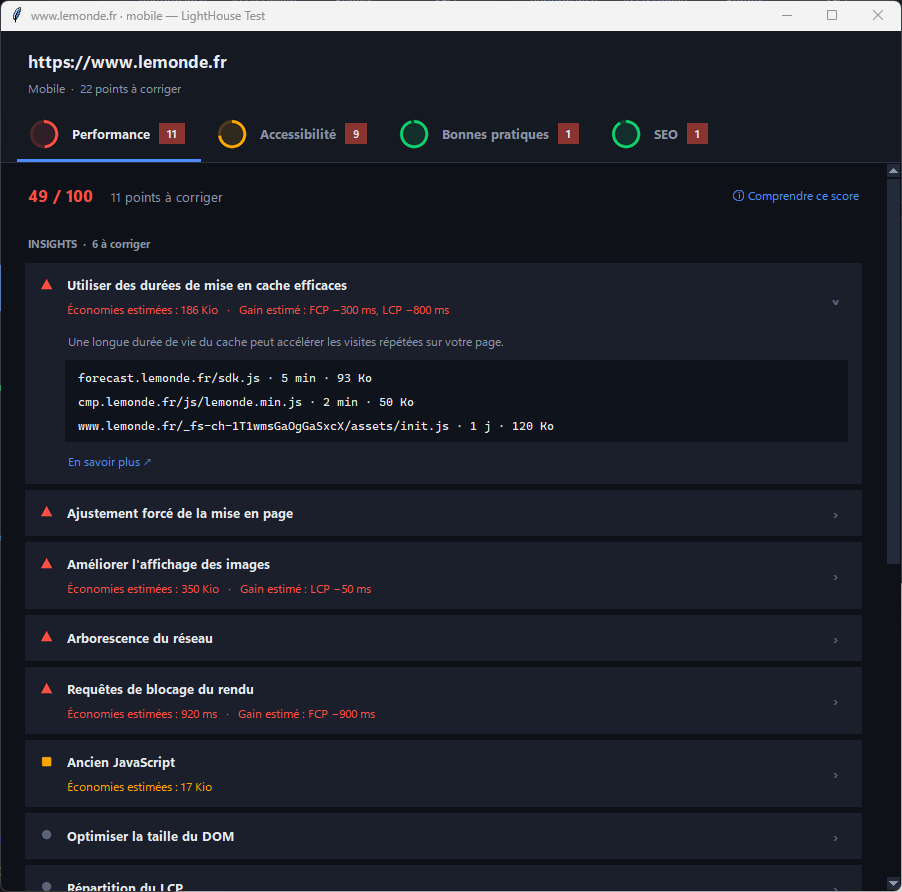 www.lemonde.fr · mobile — LightHouse Test
https://www.lemonde.fr
Mobile · 22 points à corriger
Performance 11 Accessibilité 9 Bonnes pratiques 1 SEO 1
49 / 100 11 points à corriger ⓘ Comprendre ce score
INSIGHTS · 6 à corriger
Utiliser des durées de mise en cache efficaces
Économies estimées : 186 Kio · Gain estimé : FCP −300 ms, LCP −800 ms
Une longue durée de vie du cache peut accélérer les visites répétées sur votre page.
forecast.lemonde.fr/sdk.js · 5 min · 93 Ko
cmp.lemonde.fr/js/lemonde.min.js · 2 min · 50 Ko
www.lemonde.fr/_fs-ch-1T1wmsGaOgGaSxcX/assets/init.js · 1 j · 120 Ko
En savoir plus ↗
Ajustement forcé de la mise en page
Améliorer l'affichage des images
Économies estimées : 350 Kio · Gain estimé : LCP −50 ms
Arborescence du réseau
Requêtes de blocage du rendu
Économies estimées : 920 ms · Gain estimé : FCP −900 ms
Ancien JavaScript
Économies estimées : 17 Kio
Optimiser la taille du DOM
Répartition du LCP